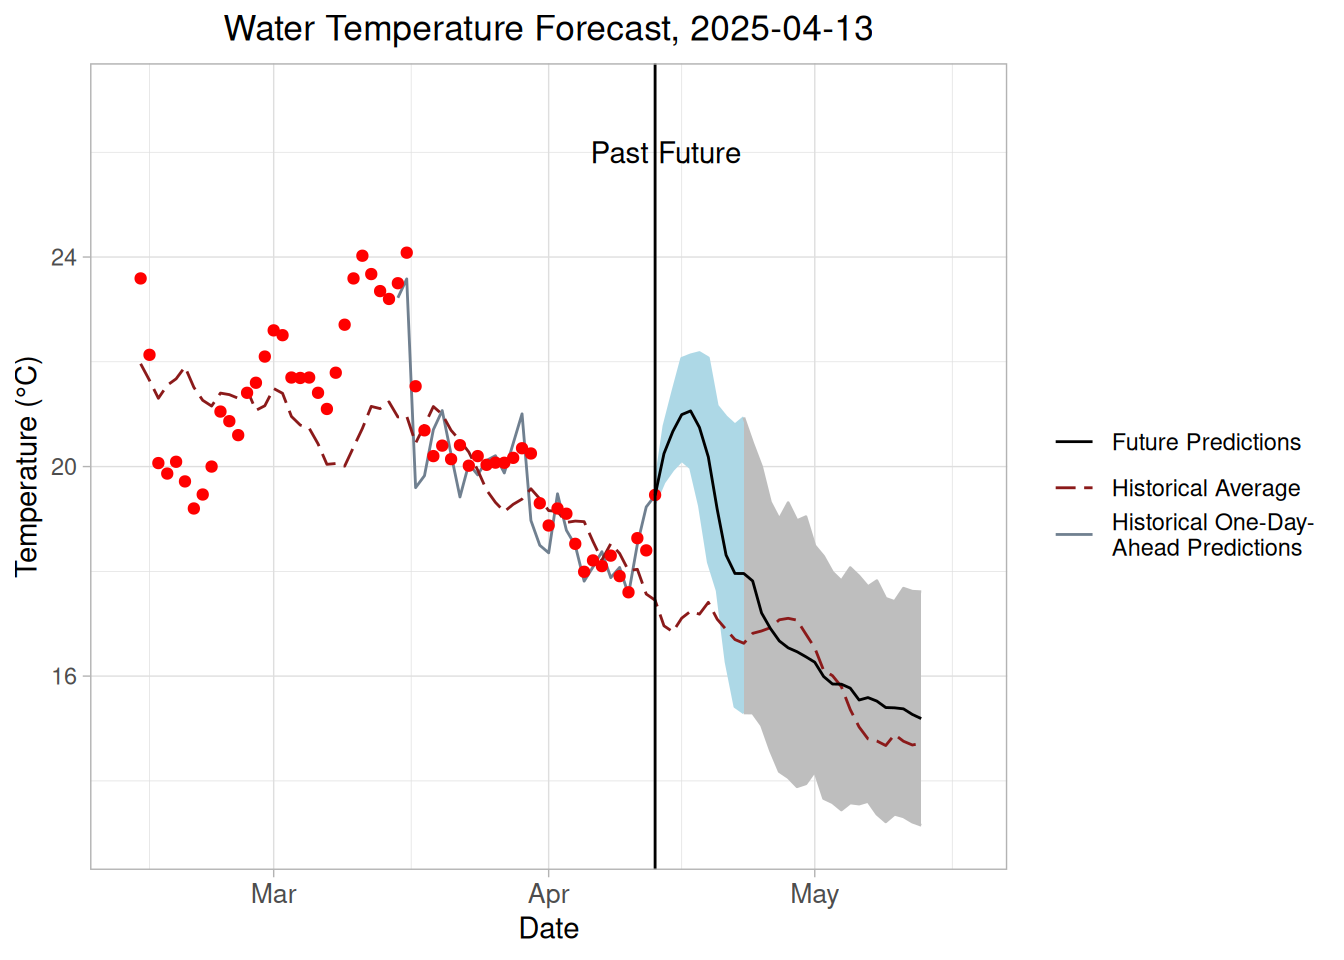 Water Temperature Forecast, 2025-04-13
Past Future
24
20
16
Temperature (°C)
Mar Apr May
Date
Future Predictions
Historical Average
Historical One-Day-
Ahead Predictions